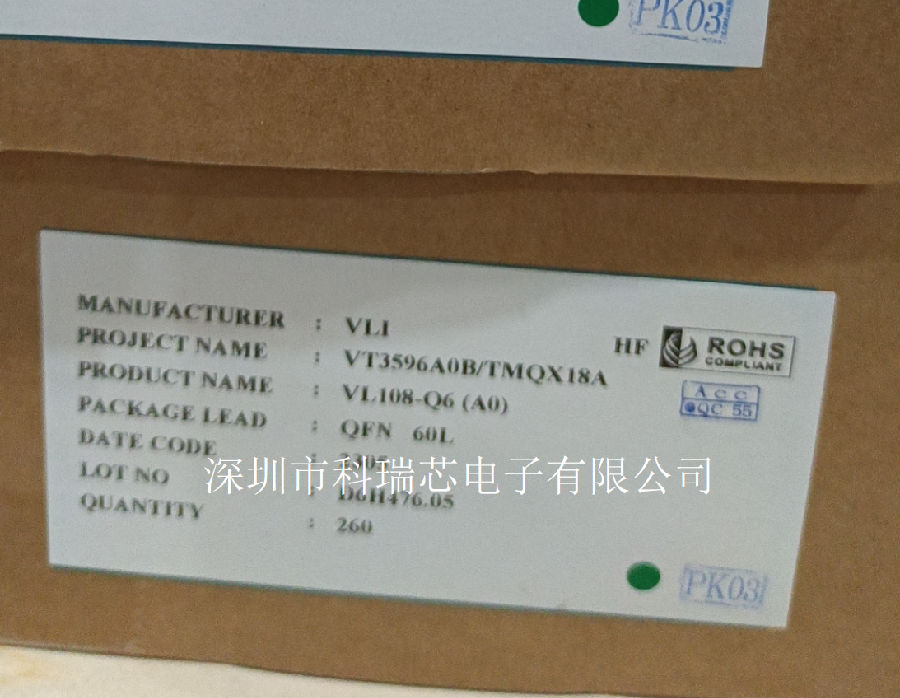 PK03
MANUFACTURER : VLI
PROJECT NAME : VT3596A0B/TMQX18A
PRODUCT NAME : VL108-Q6 (A0)
PACKAGE LEAD : QFN 60L
DATE CODE :
LOT NO : D6H476.05
QUANTITY : 260
HF ROHS
COMPLIANT
Acc
QC 55
深圳市科瑞芯电子有限公司
PK03